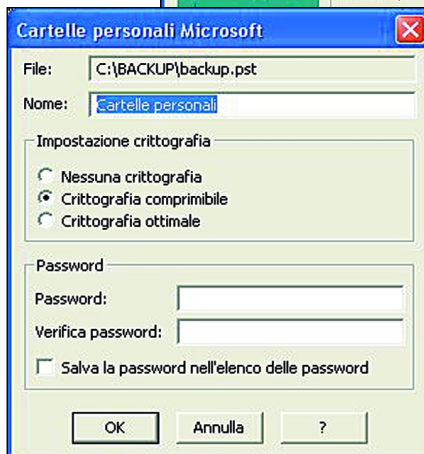 Cartelle personali Microsoft
File: C:\BACKUP\backup.pst
Nome: Cartelle personali
Impostazione crittografia
Nessuna crittografia
Crittografia comprimibile
Crittografia ottimale
Password
Password:
Verifica password:
Salva la password nell'elenco delle password
OK Annulla ?